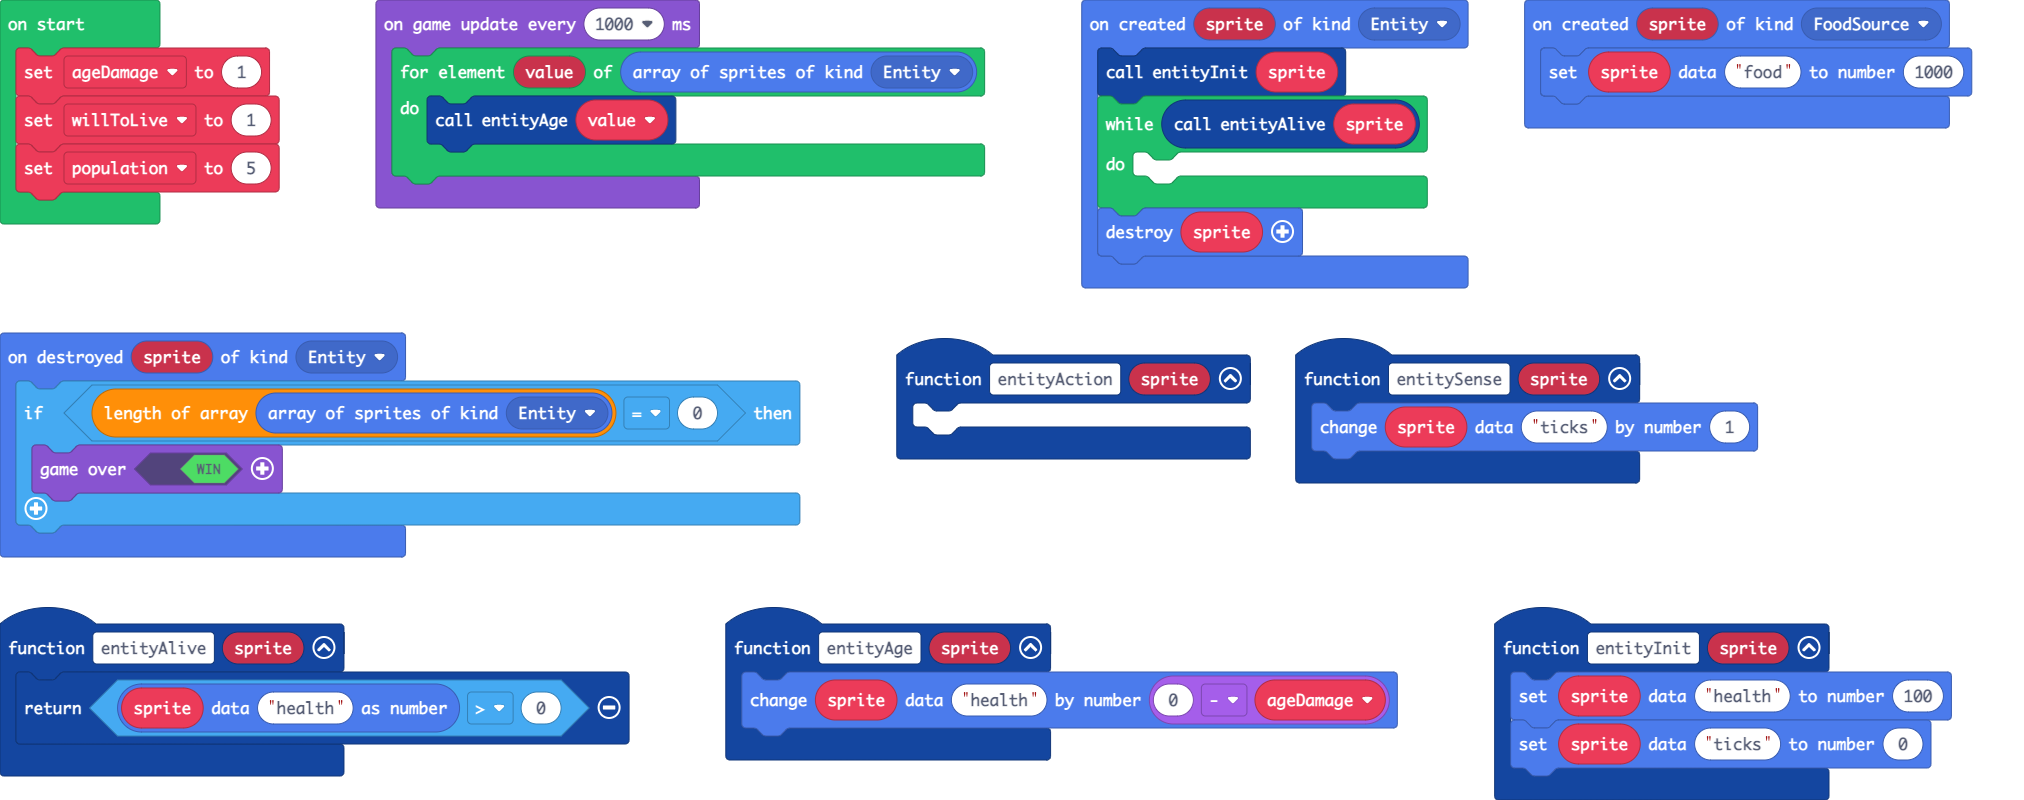 on start
set ageDamage to 1
set willToLive to 1
set population to 5
on game update every 1000 ms
for element value of array of sprites of kind Entity
do call entityAge value
on created sprite of kind Entity
call entityInit sprite
while call entityAlive sprite
do
destroy sprite
on created sprite of kind FoodSource
set sprite data "food" to number 1000
on destroyed sprite of kind Entity
if length of array array of sprites of kind Entity = 0 then
game over WIN
function entityAction sprite
function entitySense sprite
change sprite data "ticks" by number 1
function entityAlive sprite
return sprite data "health" as number > 0
function entityAge sprite
change sprite data "health" by number 0 - ageDamage
function entityInit sprite
set sprite data "health" to number 100
set sprite data "ticks" to number 0